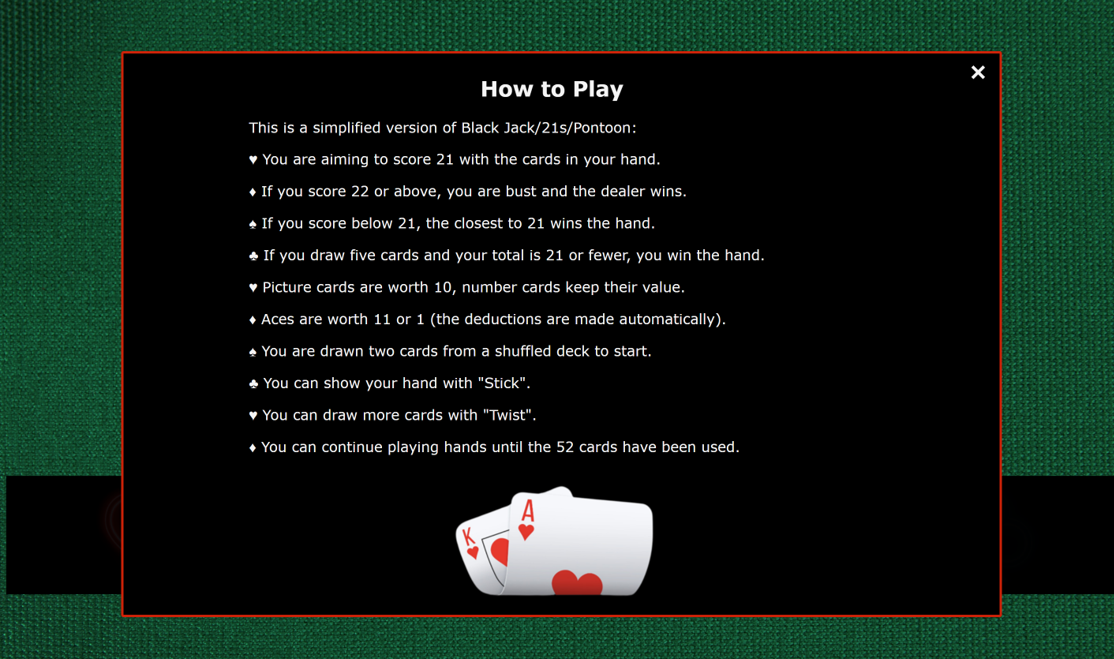 ×
How to Play
This is a simplified version of Black Jack/21s/Pontoon:
♥ You are aiming to score 21 with the cards in your hand.
♦ If you score 22 or above, you are bust and the dealer wins.
♠ If you score below 21, the closest to 21 wins the hand.
♣ If you draw five cards and your total is 21 or fewer, you win the hand.
♥ Picture cards are worth 10, number cards keep their value.
♦ Aces are worth 11 or 1 (the deductions are made automatically).
♠ You are drawn two cards from a shuffled deck to start.
♣ You can show your hand with "Stick".
♥ You can draw more cards with "Twist".
♦ You can continue playing hands until the 52 cards have been used.
K
A